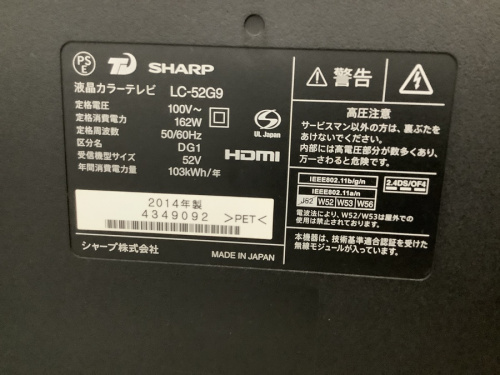 PS
E
SHARP
液晶カラーテレビ LC-52G9
定格電圧 100V～
定格消費電力 162W
定格周波数 50/60Hz
区分名 DG1
受信機型サイズ 52V
年間消費電力量 103kWh/年
UL Japan
HDMI
2014年製
4349092
>PET<
シャープ株式会社
MADE IN JAPAN
警告
高圧注意
サービスマン以外の方は、裏ぶたを
あけないでください。
内部には高電圧部分が数多くあり、
万一さわると危険です。
IEEE802.11b/g/n
IEEE802.11a/n
2.4DS/OF4
J52 W52 W53 W56
電波法により、W52/W53は屋外での
使用は禁止されております。
本機器は、技術基準適合認証を受けた
無線モジュールが入っています。